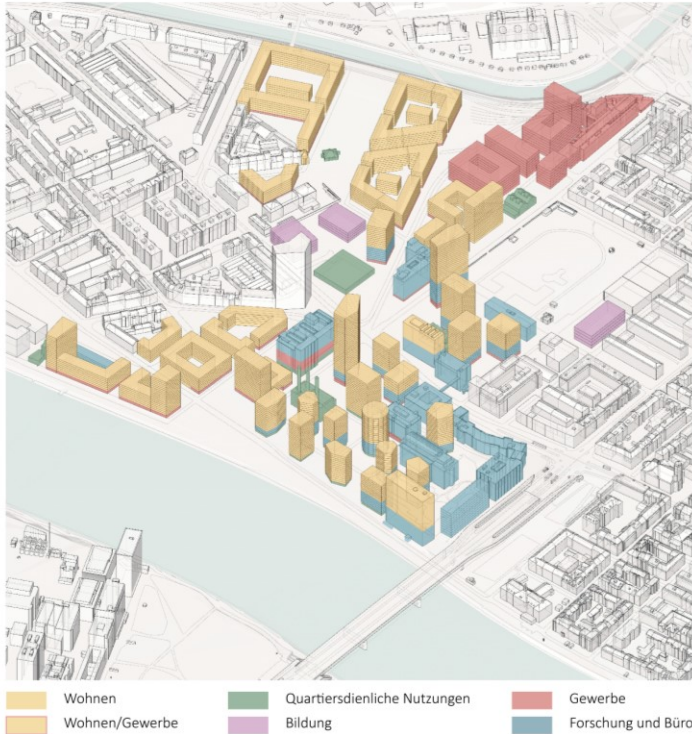 Wohnen
Quartiersdienliche Nutzungen
Gewerbe
Wohnen/Gewerbe
Bildung
Forschung und Büro